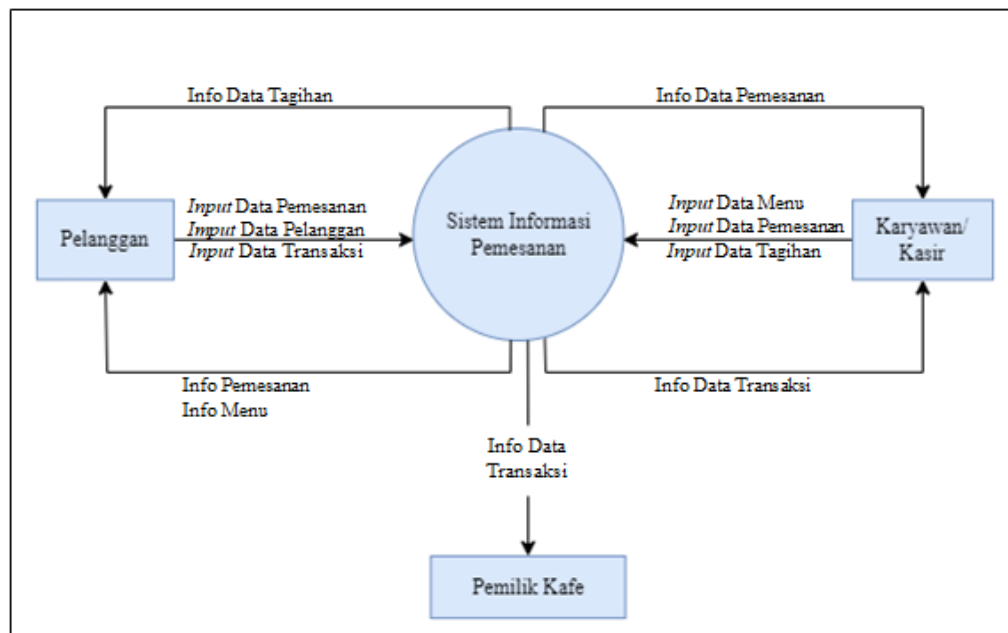 Info Data Tagihan
Info Data Pemesanan
Pelanggan
Input Data Pemesanan
Imput Data Pelanggan
Input Data Transaksi
Sistem Informasi
Pemesanan
Input Data Menu
Input Data Pemesanan
Input Data Tagihan
Karyawan/
Kasir
Info Pemesanan
Info Menu
Info Data Transaksi
Info Data
Transaksi
Pemilik Kafe